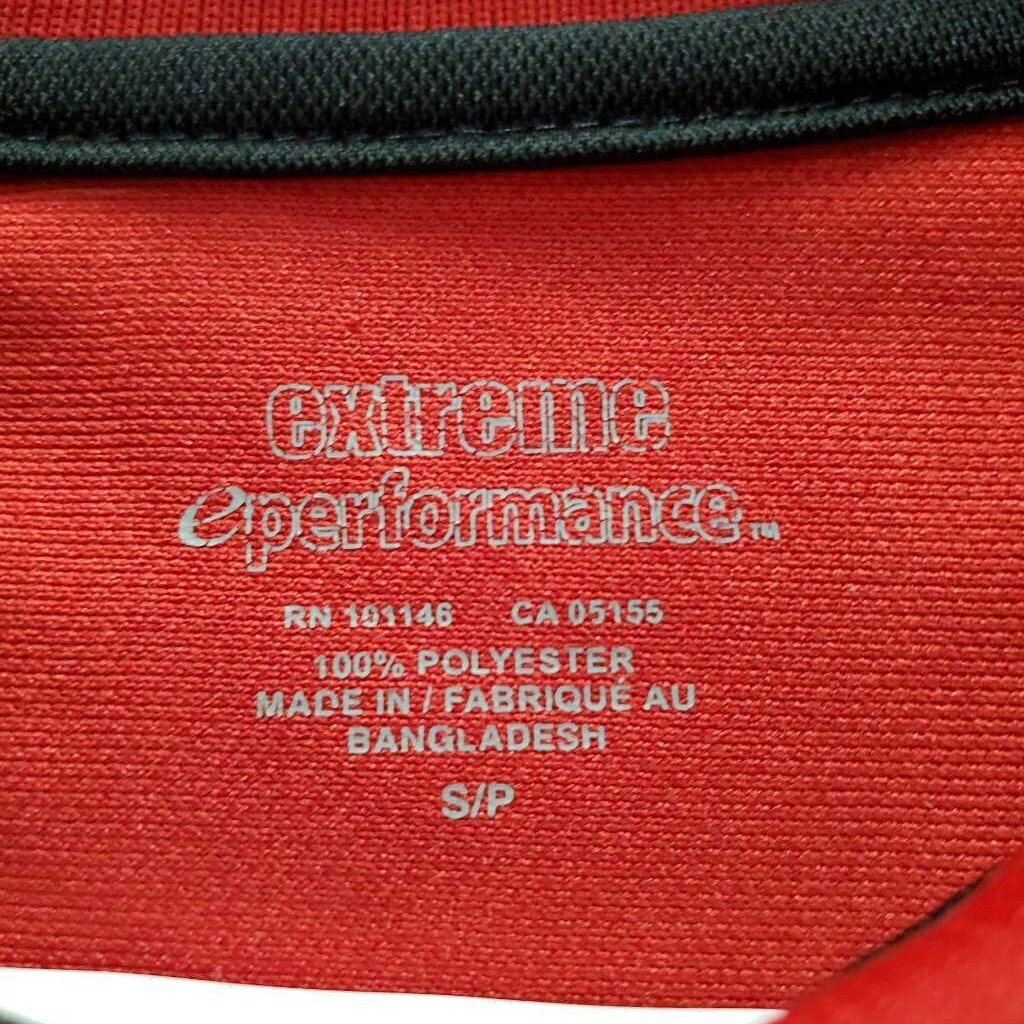 extreme
eperformance™
RN 101146 CA 05155
100% POLYESTER
MADE IN / FABRIQUÉ AU
BANGLADESH
S/P